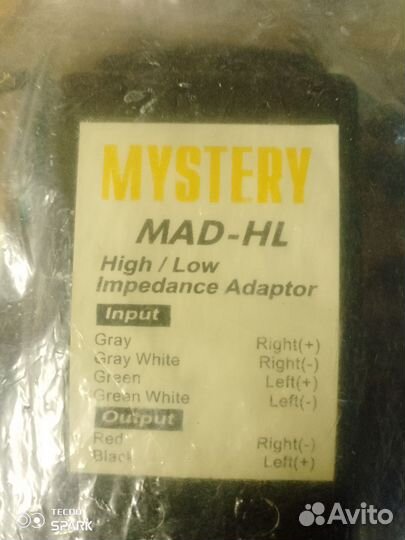 MYSTERY
MAD-HL
High / Low
Impedance Adaptor
Input
Gray Right(+)
Gray White Right(-)
Green Left(+)
Green White Left(-)
Output
Red Right(-)
Black Left(+)
TECNO
SPARK
Avito